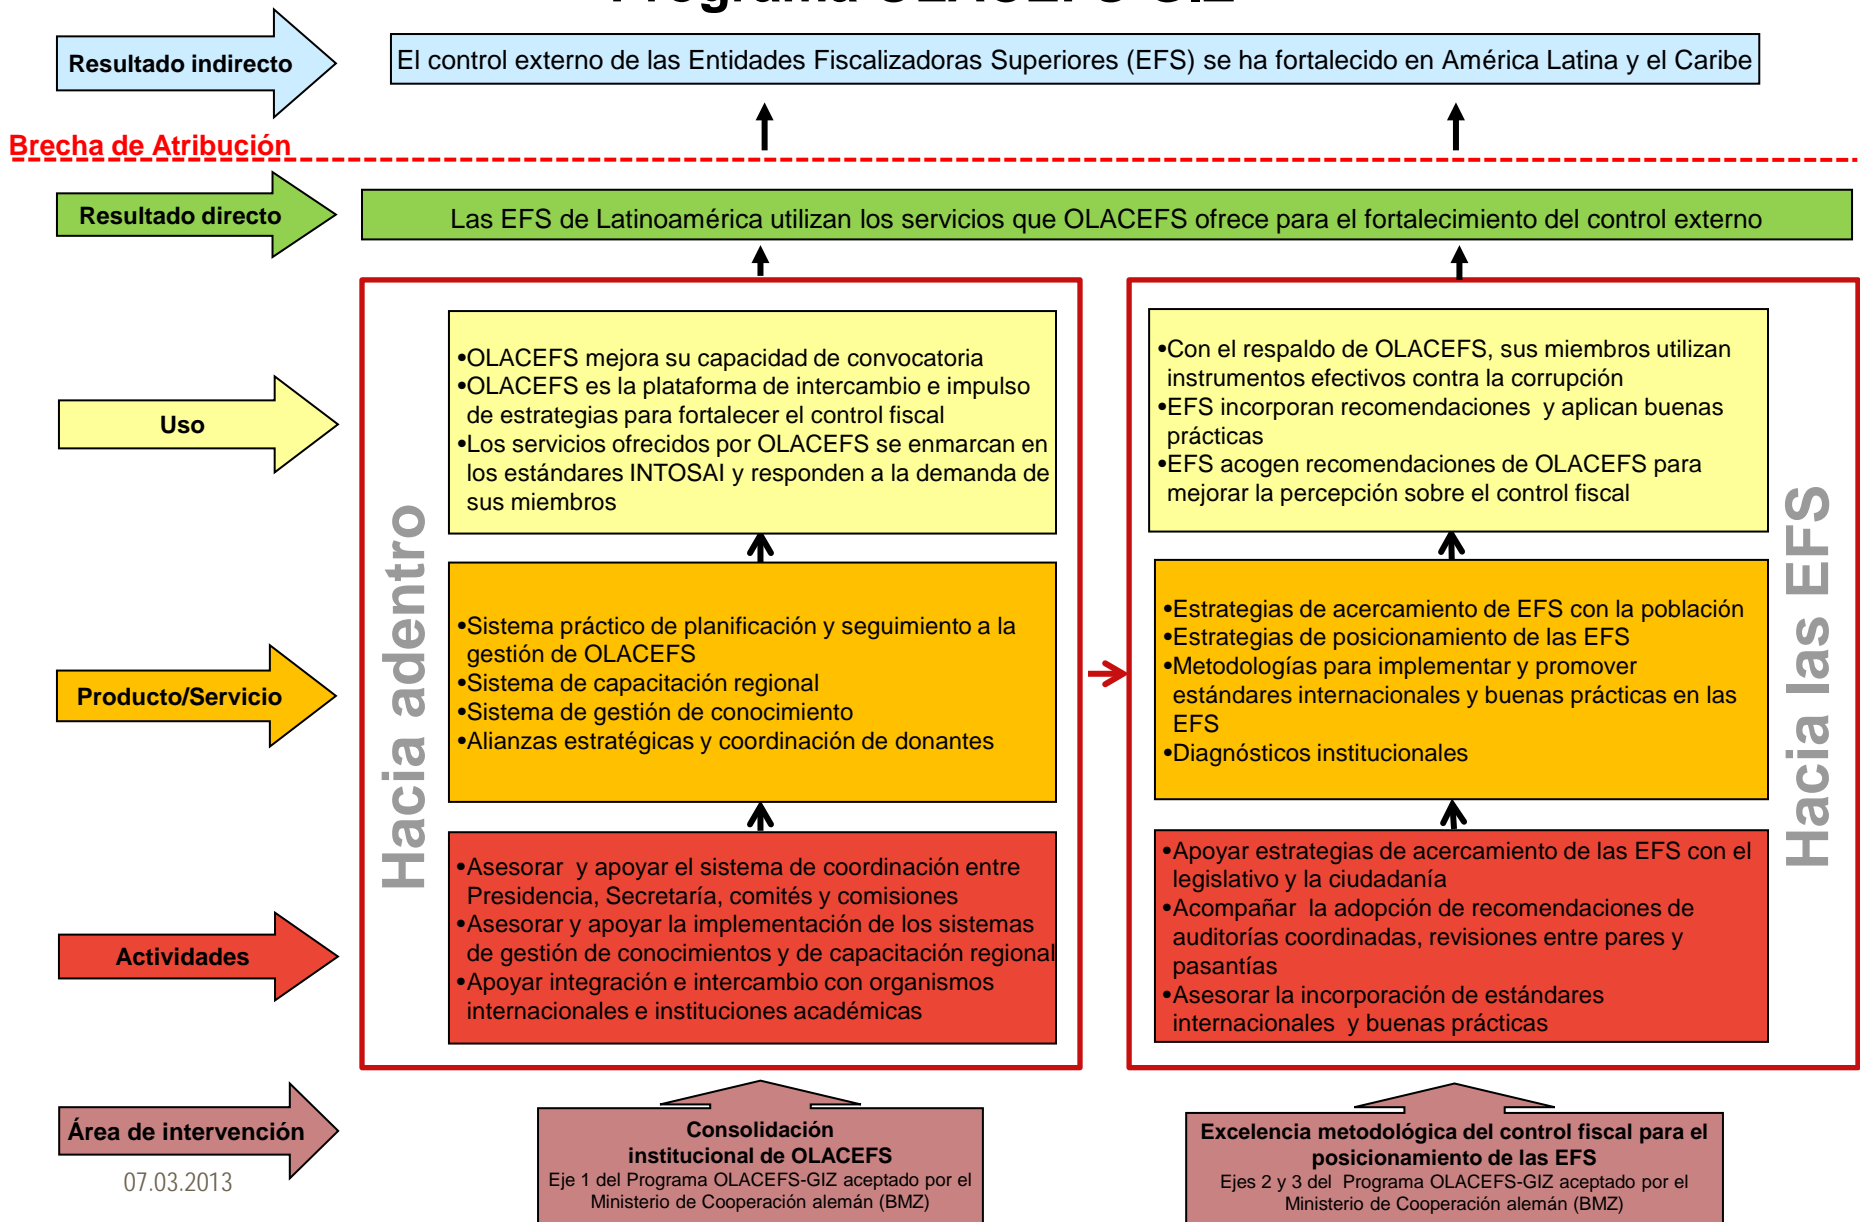 Programa OLACEFS-GIZ
Resultado indirecto
El control externo de las Entidades Fiscalizadoras Superiores (EFS) se ha fortalecido en América Latina y el Caribe
Brecha de Atribución
Resultado directo
Las EFS de Latinoamérica utilizan los servicios que OLACEFS ofrece para el fortalecimiento del control externo
Uso
Hacia adentro
•OLACEFS mejora su capacidad de convocatoria
•OLACEFS es la plataforma de intercambio e impulso
de estrategias para fortalecer el control fiscal
•Los servicios ofrecidos por OLACEFS se enmarcan en
los estándares INTOSAI y responden a la demanda de
sus miembros
•Con el respaldo de OLACEFS, sus miembros utilizan
instrumentos efectivos contra la corrupción
•EFS incorporan recomendaciones y aplican buenas
prácticas
•EFS acogen recomendaciones de OLACEFS para
mejorar la percepción sobre el control fiscal
Hacia las EFS
Producto/Servicio
•Sistema práctico de planificación y seguimiento a la
gestión de OLACEFS
•Sistema de capacitación regional
•Sistema de gestión de conocimiento
•Alianzas estratégicas y coordinación de donantes
•Estrategias de acercamiento de EFS con la población
•Estrategias de posicionamiento de las EFS
•Metodologías para implementar y promover
estándares internacionales y buenas prácticas en las
EFS
•Diagnósticos institucionales
Actividades
•Asesorar y apoyar el sistema de coordinación entre
Presidencia, Secretaría, comités y comisiones
•Asesorar y apoyar la implementación de los sistemas
de gestión de conocimientos y de capacitación regional
•Apoyar integración e intercambio con organismos
internacionales e instituciones académicas
•Apoyar estrategias de acercamiento de las EFS con el
legislativo y la ciudadanía
•Acompañar la adopción de recomendaciones de
auditorías coordinadas, revisiones entre pares y
pasantías
•Asesorar la incorporación de estándares
internacionales y buenas prácticas
Área de intervención
Consolidación
institucional de OLACEFS
Eje 1 del Programa OLACEFS-GIZ aceptado por el
Ministerio de Cooperación alemán (BMZ)
Excelencia metodológica del control fiscal para el
posicionamiento de las EFS
Ejes 2 y 3 del Programa OLACEFS-GIZ aceptado por el
Ministerio de Cooperación alemán (BMZ)
07.03.2013